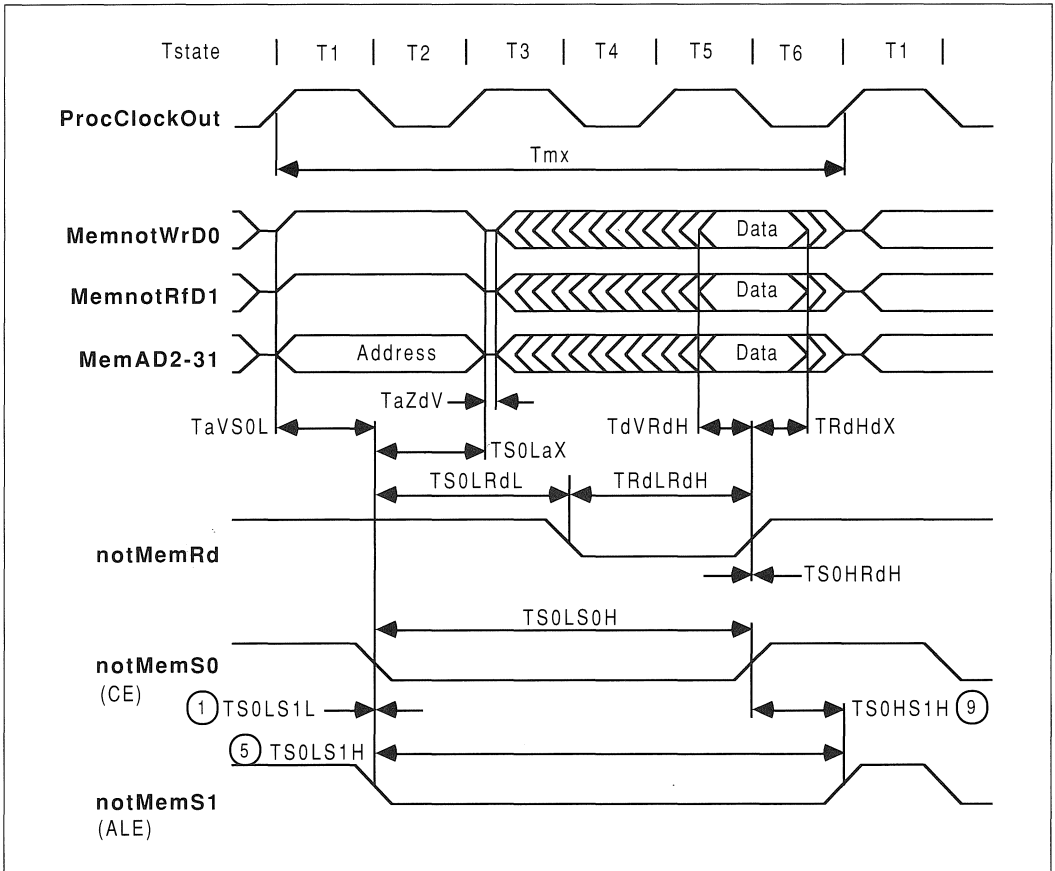 Tstate | T1 | T2 | T3 | T4 | T5 | T6 | T1 |
ProcClockOut
Tmx
MemnotWrD0 Data
MemnotRfD1 Data
MemAD2-31 Address Data
TaZdV
TaVS0L TdVRdH TRdHdX
TS0LaX
TS0LRdL TRdLRdH
notMemRd
TS0HRdH
TS0LS0H
notMemS0
(CE)
1 TS0LS1L TS0HS1H 9
5 TS0LS1H
notMemS1
(ALE)